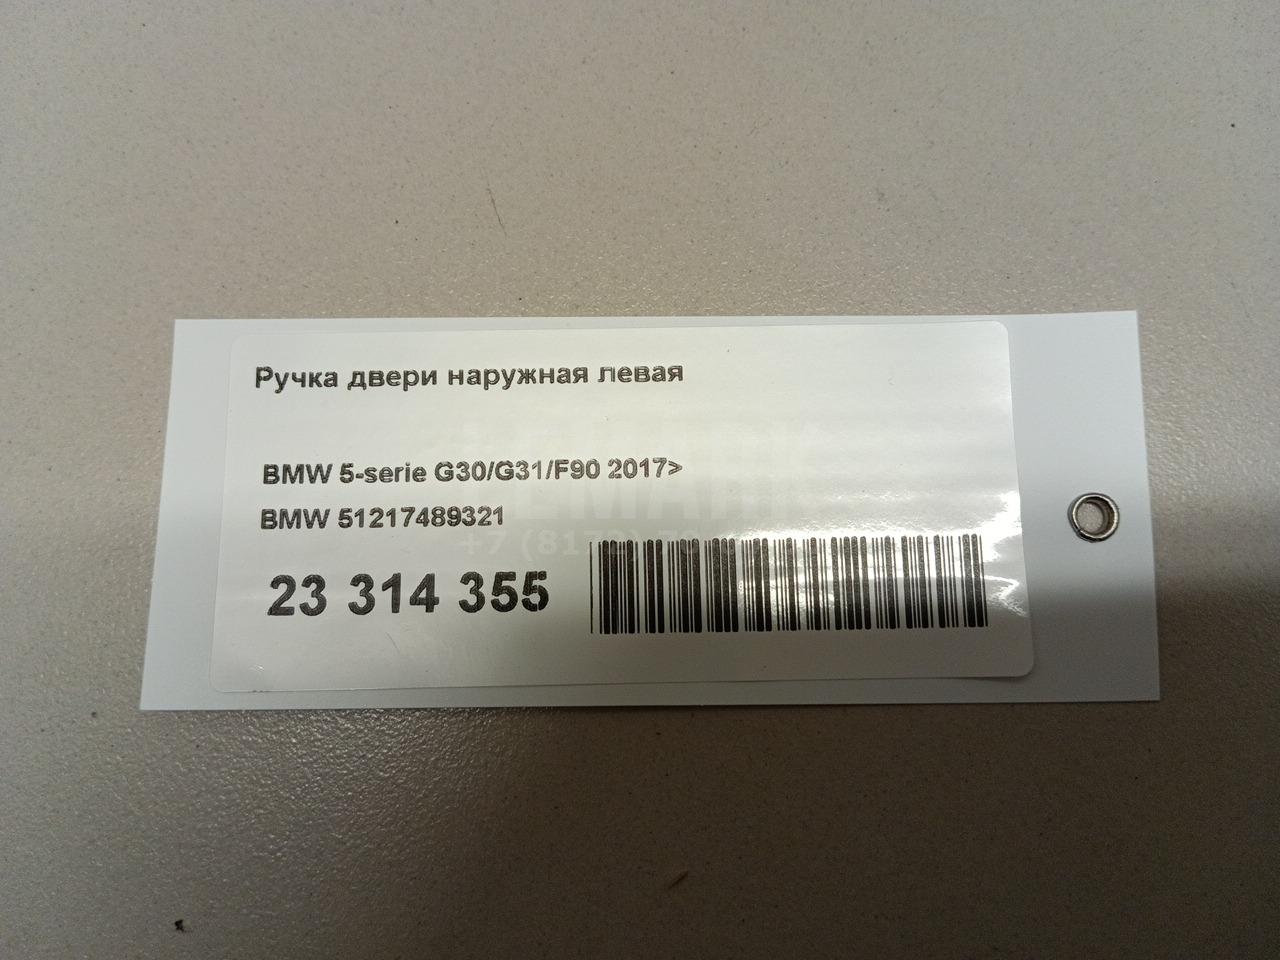 Ручка двери наружная левая
BMW 5-serie G30/G31/F90 2017>
BMW 51217489321
23 314 355